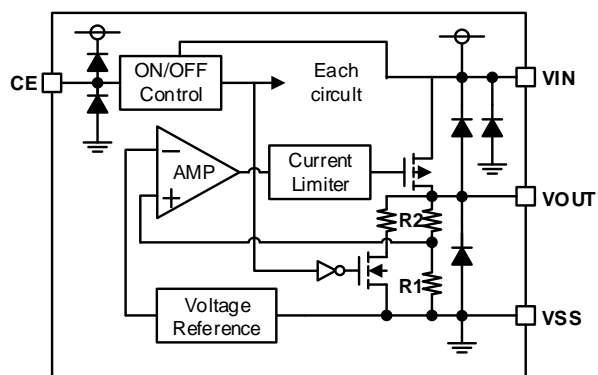 CE
ON/OFF
Control
Each
circuit
VIN
−
AMP
+
Current
Limiter
VOUT
R2
R1
Voltage
Reference
VSS